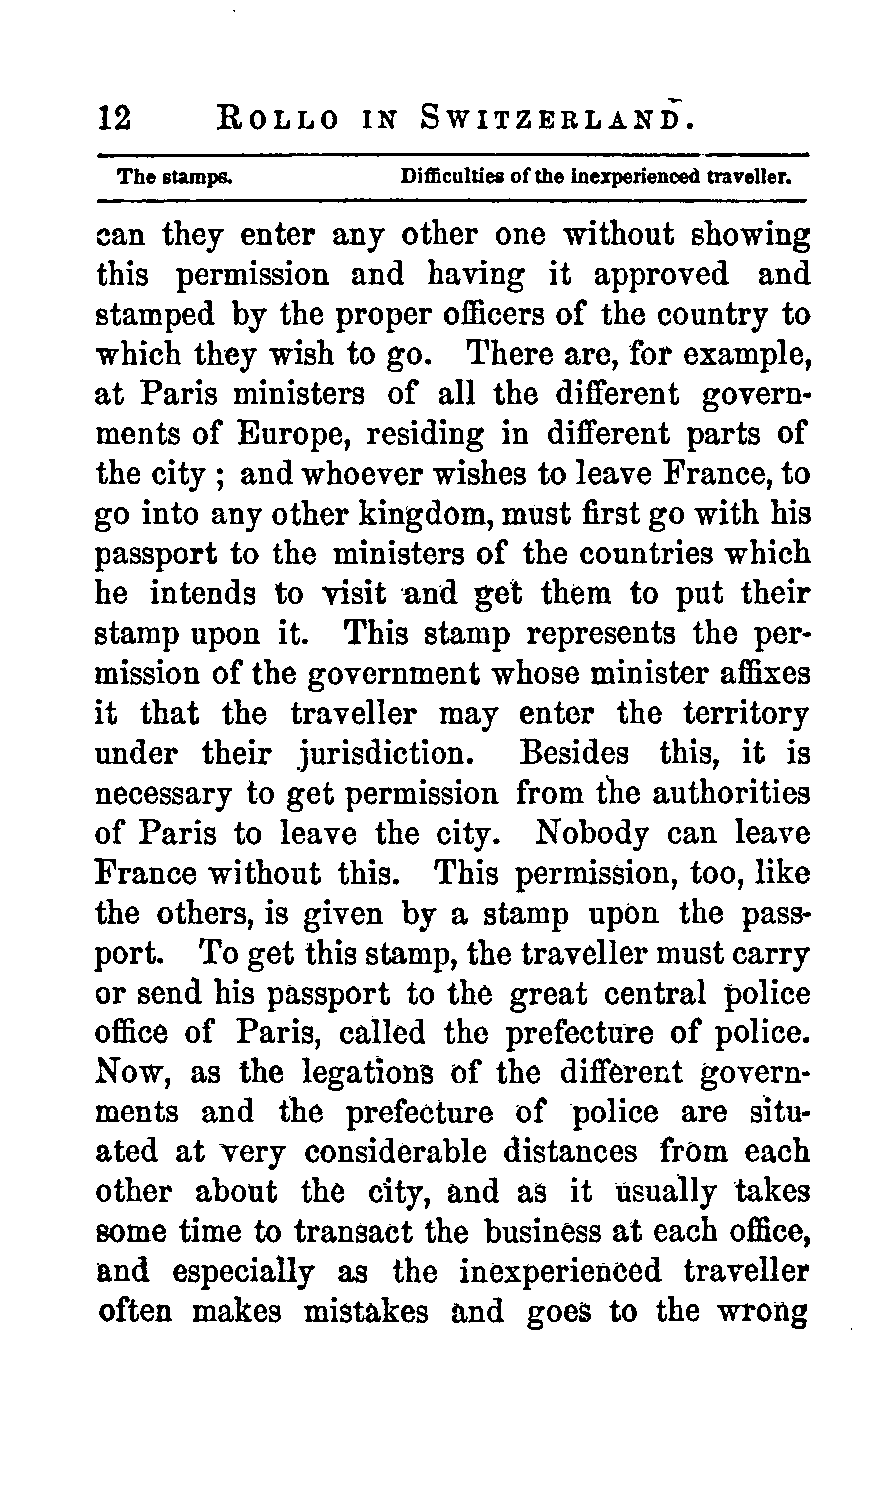 12 ROLLO IN SWITZERLAND.
The stamps. Difficulties of the inexperienced traveller.
can they enter any other one without showing
this permission and having it approved and
stamped by the proper officers of the country to
which they wish to go. There are, for example,
at Paris ministers of all the different govern-
ments of Europe, residing in different parts of
the city ; and whoever wishes to leave France, to
go into any other kingdom, must first go with his
passport to the ministers of the countries which
he intends to visit and get them to put their
stamp upon it. This stamp represents the per-
mission of the government whose minister affixes
it that the traveller may enter the territory
under their jurisdiction. Besides this, it is
necessary to get permission from the authorities
of Paris to leave the city. Nobody can leave
France without this. This permission, too, like
the others, is given by a stamp upon the pass-
port. To get this stamp, the traveller must carry
or send his passport to the great central police
office of Paris, called the prefecture of police.
Now, as the legations of the different govern-
ments and the prefecture of police are situ-
ated at very considerable distances from each
other about the city, and as it usually takes
some time to transact the business at each office,
and especially as the inexperienced traveller
often makes mistakes and goes to the wrong